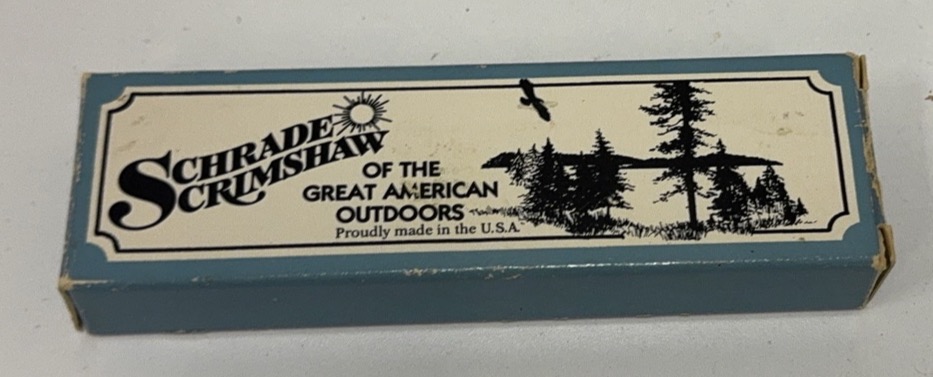 SCHRADE
SCRIMSHAW
OF THE
GREAT AMERICAN
OUTDOORS
Proudly made in the U.S.A.